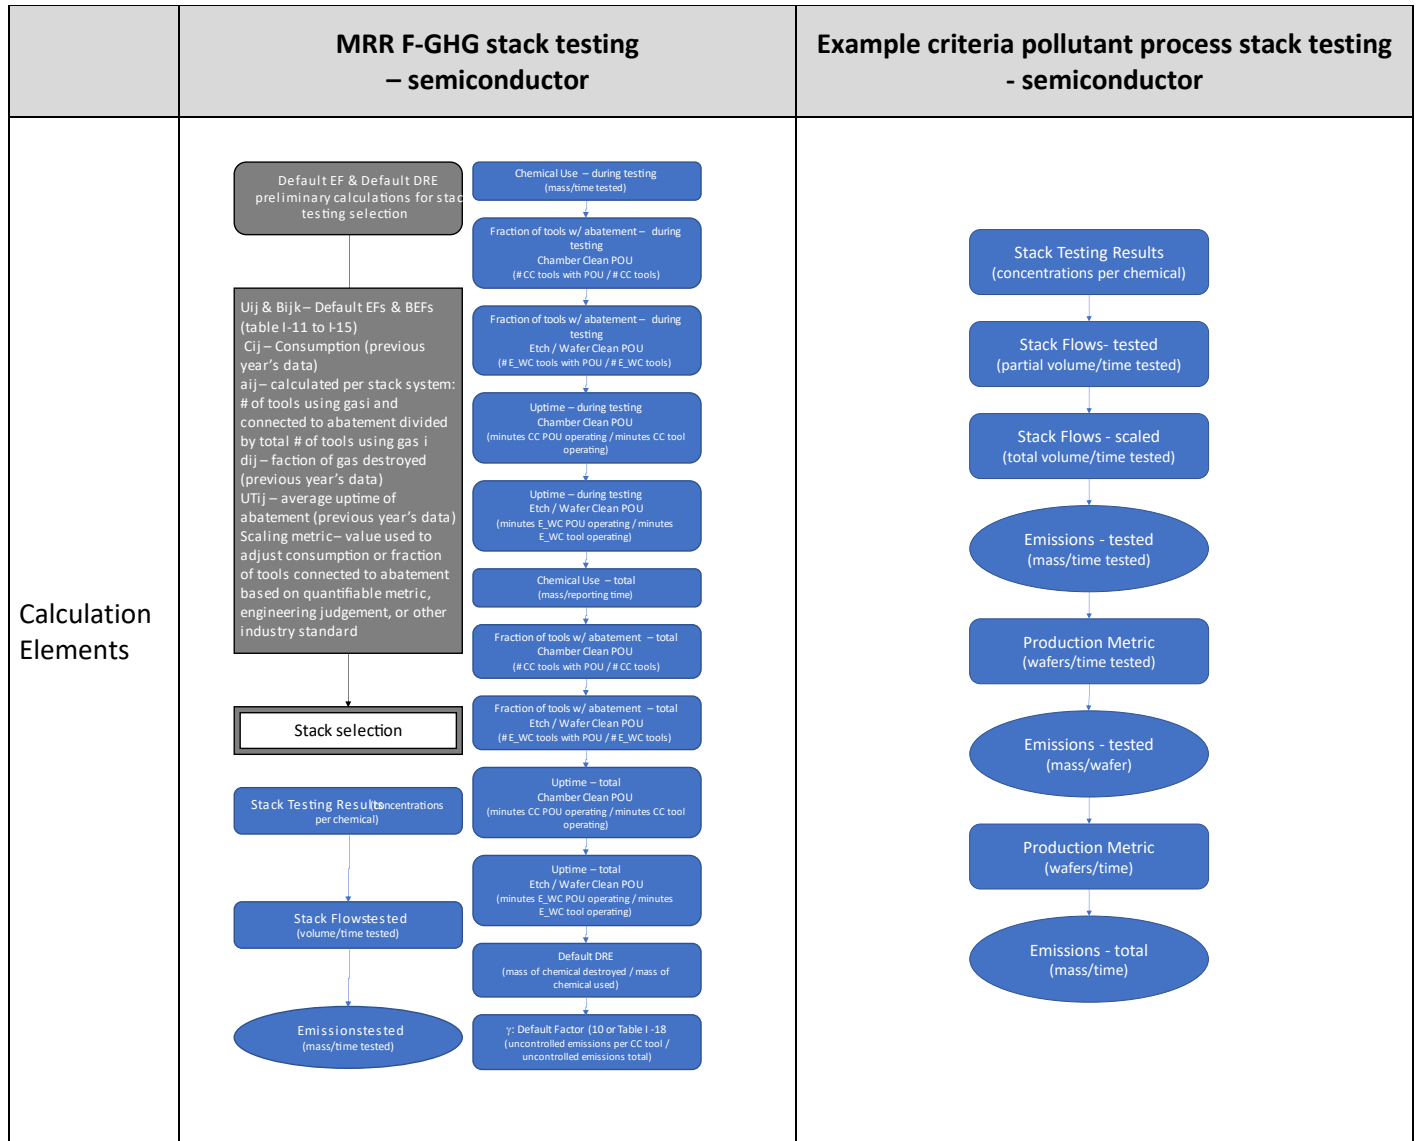 MRR F-GHG stack testing
– semiconductor
Example criteria pollutant process stack testing
- semiconductor
Calculation
Elements
Default EF & Default DRE
preliminary calculations for stac
testing selection
Uij & Bijk – Default EFs & BEFs
(table I-11 to I-15)
Cij – Consumption (previous
year's data)
aij – calculated per stack system:
# of tools using gasi and
connected to abatement divided
by total # of tools using gas i
dij – faction of gas destroyed
(previous year's data)
UTij – average uptime of
abatement (previous year's data)
Scaling metric – value used to
adjust consumption or fraction
of tools connected to abatement
based on quantifiable metric,
engineering judgement, or other
industry standard
Stack selection
Stack Testing Results (concentrations
per chemical)
Stack Flowstested
(volume/time tested)
Emissionstested
(mass/time tested)
Chemical Use – during testing
(mass/time tested)
Fraction of tools w/ abatement – during
testing
Chamber Clean POU
(# CC tools with POU / # CC tools)
Fraction of tools w/ abatement – during
testing
Etch / Wafer Clean POU
(# E_WC tools with POU / # E_WC tools)
Uptime – during testing
Chamber Clean POU
(minutes CC POU operating / minutes CC tool
operating)
Uptime – during testing
Etch / Wafer Clean POU
(minutes E_WC POU operating / minutes
E_WC tool operating)
Chemical Use – total
(mass/reporting time)
Fraction of tools w/ abatement – total
Chamber Clean POU
(# CC tools with POU / # CC tools)
Fraction of tools w/ abatement – total
Etch / Wafer Clean POU
(# E_WC tools with POU / # E_WC tools)
Uptime – total
Chamber Clean POU
(minutes CC POU operating / minutes CC tool
operating)
Uptime – total
Etch / Wafer Clean POU
(minutes E_WC POU operating / minutes
E_WC tool operating)
Default DRE
(mass of chemical destroyed / mass of
chemical used)
γ: Default Factor (10 or Table I -18
(uncontrolled emissions per CC tool /
uncontrolled emissions total)
Stack Testing Results
(concentrations per chemical)
Stack Flows- tested
(partial volume/time tested)
Stack Flows - scaled
(total volume/time tested)
Emissions - tested
(mass/time tested)
Production Metric
(wafers/time tested)
Emissions - tested
(mass/wafer)
Production Metric
(wafers/time)
Emissions - total
(mass/time)